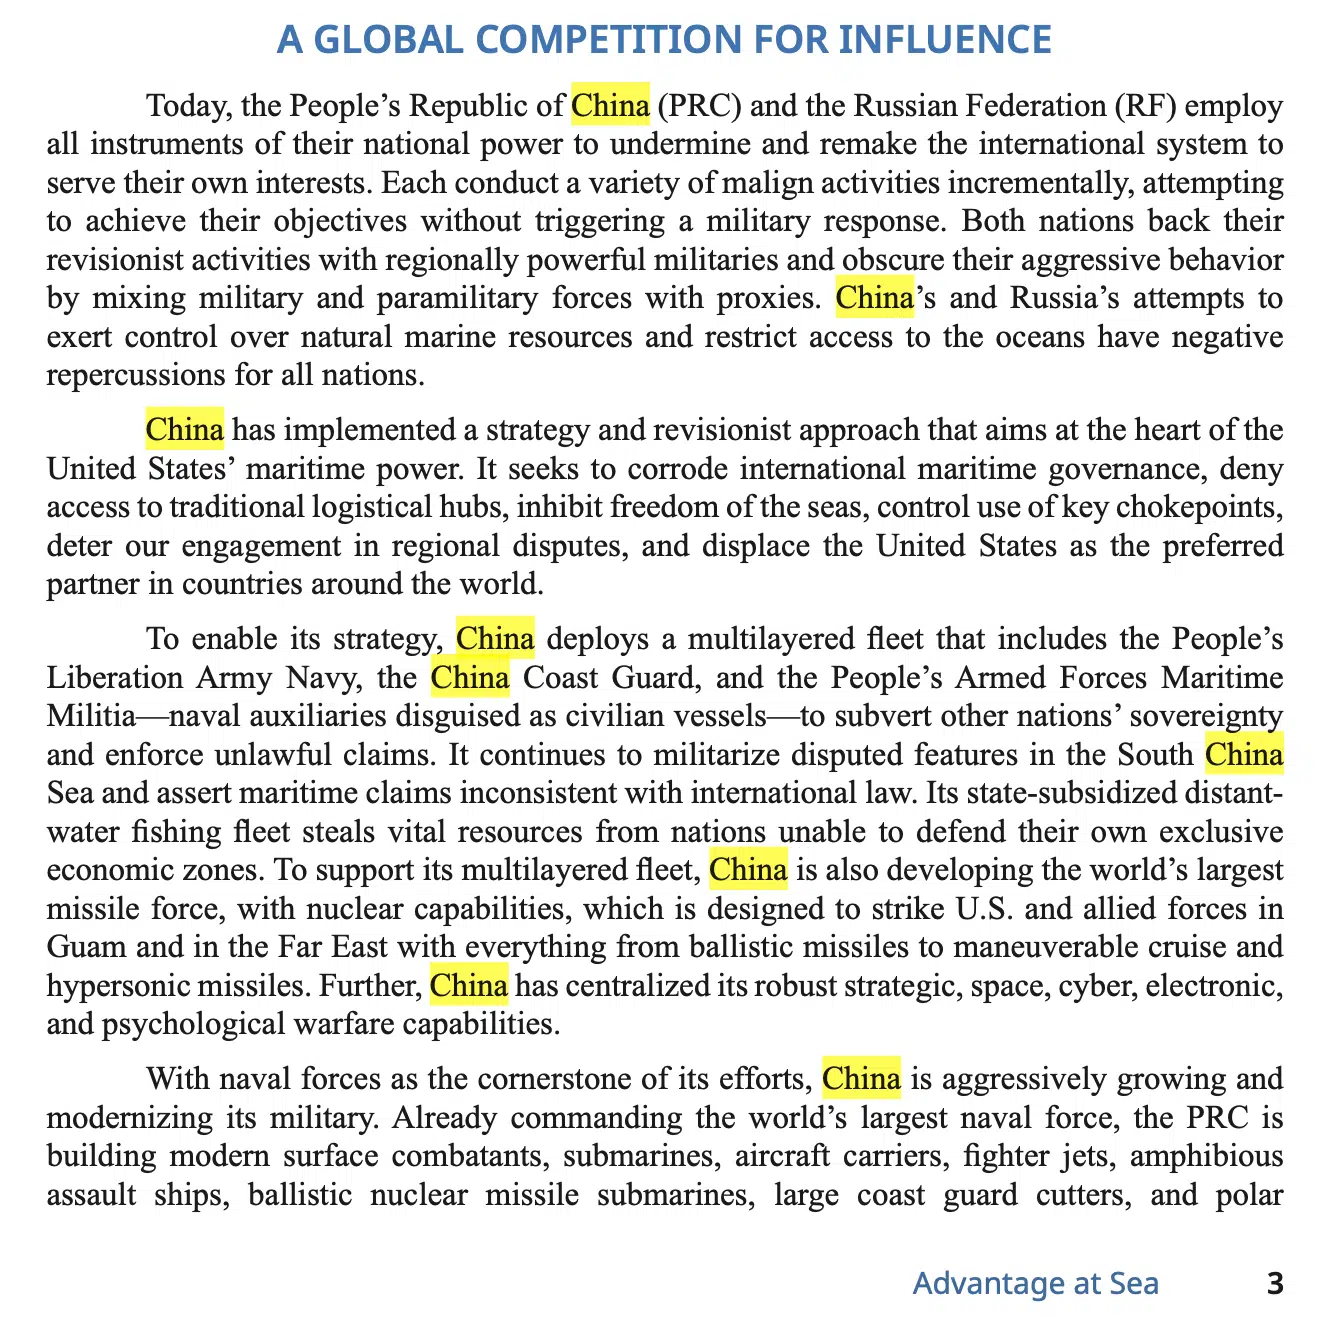 A GLOBAL COMPETITION FOR INFLUENCE
Today, the People’s Republic of China (PRC) and the Russian Federation (RF) employ
all instruments of their national power to undermine and remake the international system to
serve their own interests. Each conduct a variety of malign activities incrementally, attempting
to achieve their objectives without triggering a military response. Both nations back their
revisionist activities with regionally powerful militaries and obscure their aggressive behavior
by mixing military and paramilitary forces with proxies. China’s and Russia’s attempts to
exert control over natural marine resources and restrict access to the oceans have negative
repercussions for all nations.
China has implemented a strategy and revisionist approach that aims at the heart of the
United States’ maritime power. It seeks to corrode international maritime governance, deny
access to traditional logistical hubs, inhibit freedom of the seas, control use of key chokepoints,
deter our engagement in regional disputes, and displace the United States as the preferred
partner in countries around the world.
To enable its strategy, China deploys a multilayered fleet that includes the People’s
Liberation Army Navy, the China Coast Guard, and the People’s Armed Forces Maritime
Militia—naval auxiliaries disguised as civilian vessels—to subvert other nations’ sovereignty
and enforce unlawful claims. It continues to militarize disputed features in the South China
Sea and assert maritime claims inconsistent with international law. Its state-subsidized distant-
water fishing fleet steals vital resources from nations unable to defend their own exclusive
economic zones. To support its multilayered fleet, China is also developing the world’s largest
missile force, with nuclear capabilities, which is designed to strike U.S. and allied forces in
Guam and in the Far East with everything from ballistic missiles to maneuverable cruise and
hypersonic missiles. Further, China has centralized its robust strategic, space, cyber, electronic,
and psychological warfare capabilities.
With naval forces as the cornerstone of its efforts, China is aggressively growing and
modernizing its military. Already commanding the world’s largest naval force, the PRC is
building modern surface combatants, submarines, aircraft carriers, fighter jets, amphibious
assault ships, ballistic nuclear missile submarines, large coast guard cutters, and polar
Advantage at Sea 3